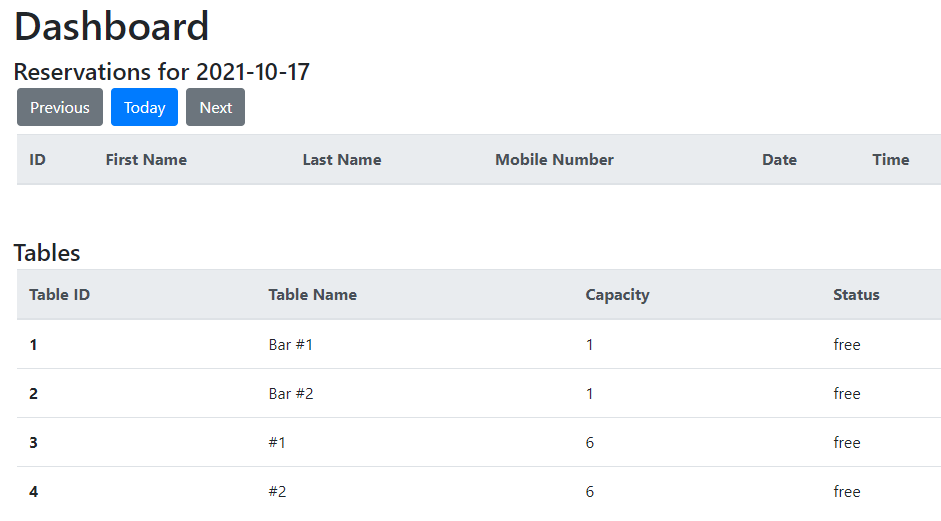 Dashboard
Reservations for 2021-10-17
Previous Today Next
ID First Name Last Name Mobile Number Date Time
Tables
Table ID Table Name Capacity Status
1 Bar #1 1 free
2 Bar #2 1 free
3 #1 6 free
4 #2 6 free